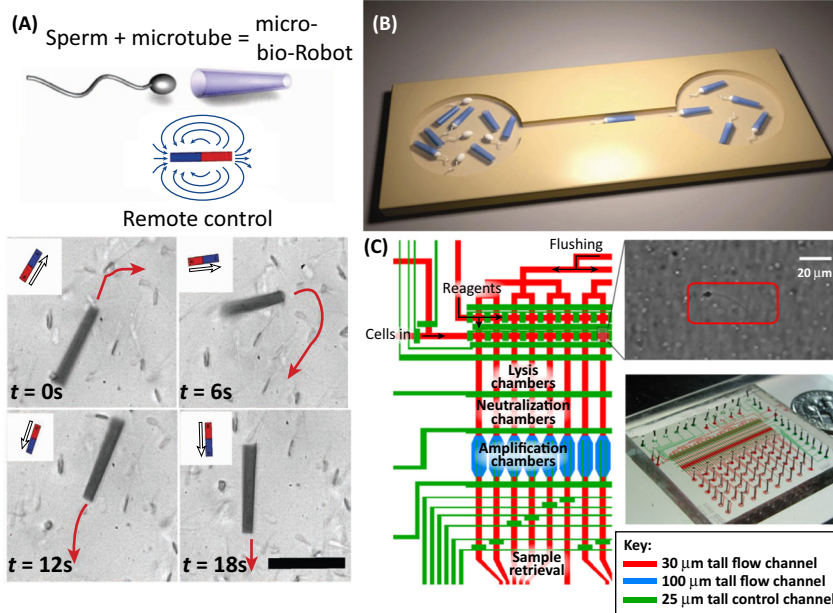 (A)
Sperm + microtube = micro-
bio-Robot
Remote control
t = 0s
t = 6s
t = 12s
t = 18s
(B)
(C)
Flushing
Reagents
Cells in
Lysis
chambers
Neutralization
chambers
Amplification
chambers
Sample
retrieval
20 μm
Key:
30 μm tall flow channel
100 μm tall flow channel
25 μm tall control channel